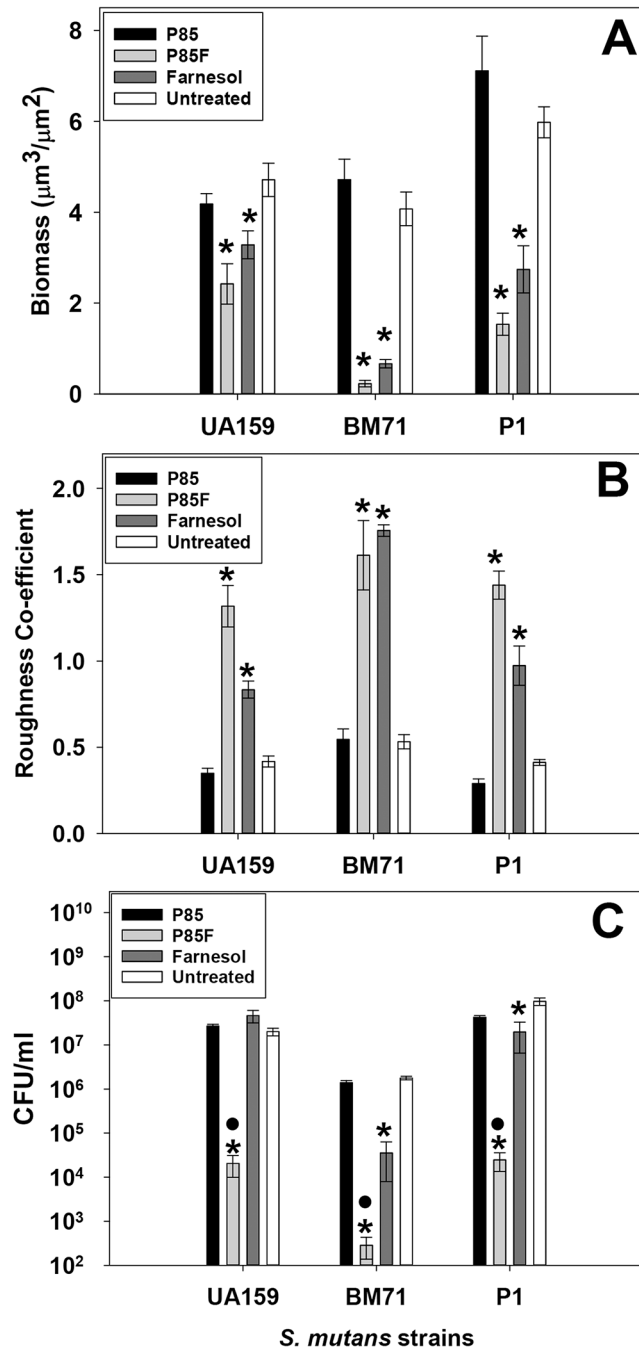 A
P85
P85F
Farnesol
Untreated
Biomass (μm³/μm²)
8
6
4
2
0
* * * * * *
UA159 BM71 P1
B
P85
P85F
Farnesol
Untreated
Roughness Co-efficient
2.0
1.5
1.0
0.5
0.0
* * * * * *
UA159 BM71 P1
C
P85
P85F
Farnesol
Untreated
CFU/ml
10¹⁰
10⁹
10⁸
10⁷
10⁶
10⁵
10⁴
10³
10²
● ● ●
* * * * *
UA159 BM71 P1
S. mutans strains